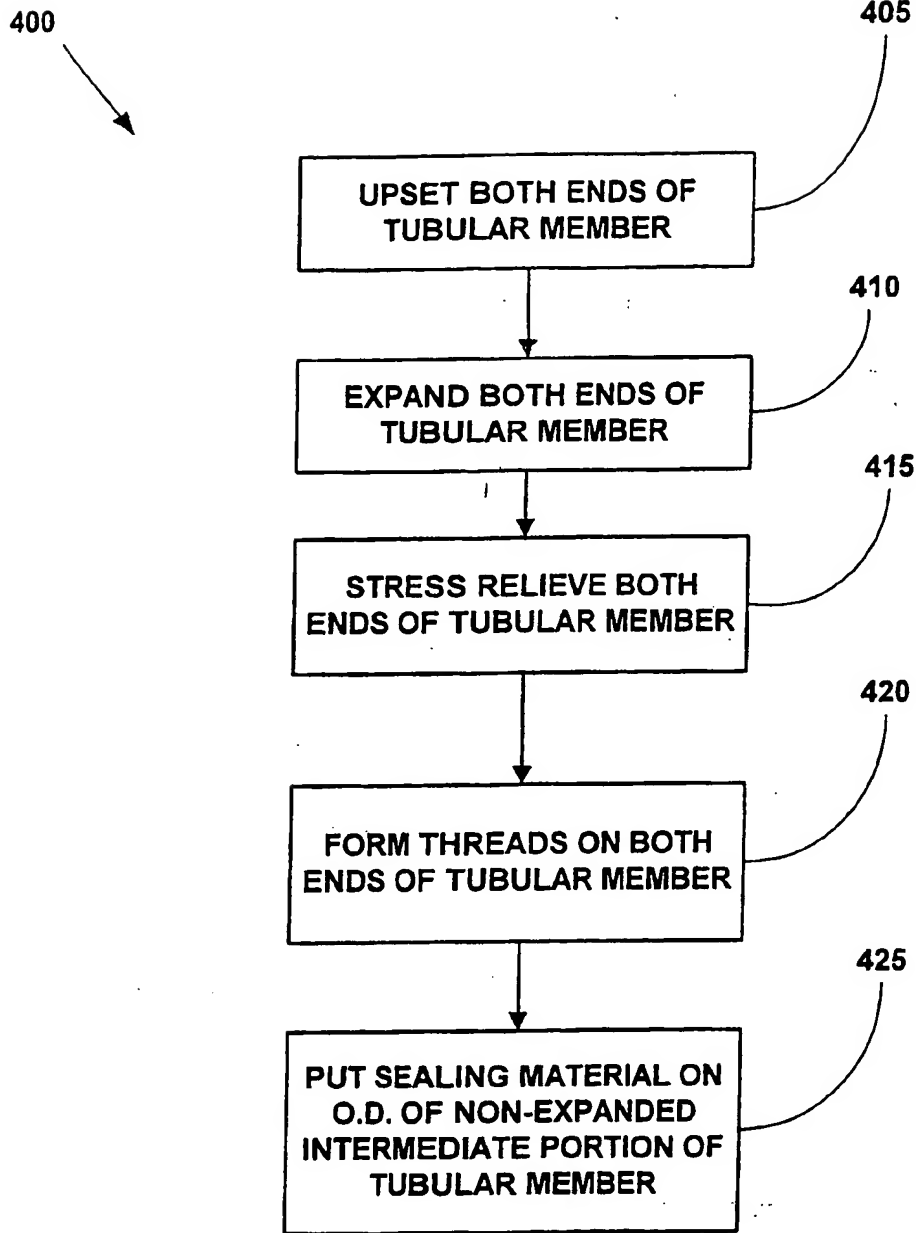 400
405
UPSET BOTH ENDS OF
TUBULAR MEMBER
410
EXPAND BOTH ENDS OF
TUBULAR MEMBER
415
STRESS RELIEVE BOTH
ENDS OF TUBULAR MEMBER
420
FORM THREADS ON BOTH
ENDS OF TUBULAR MEMBER
425
PUT SEALING MATERIAL ON
O.D. OF NON-EXPANDED
INTERMEDIATE PORTION OF
TUBULAR MEMBER